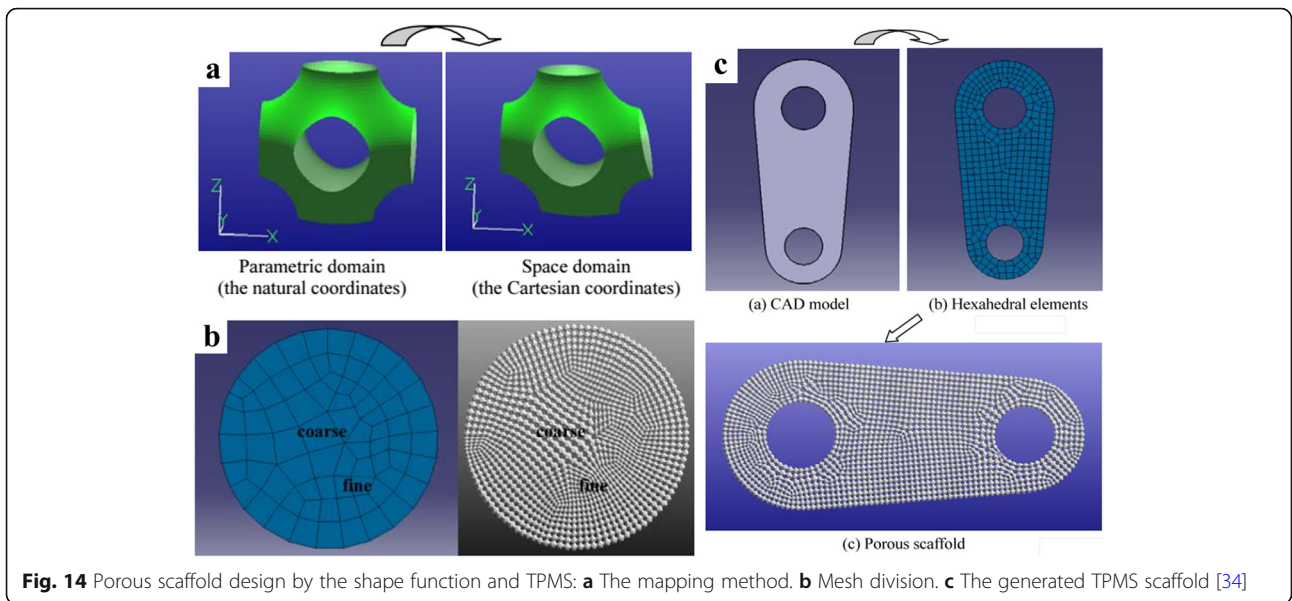 a
Z
Y
X
Z
Y
X
Parametric domain
(the natural coordinates)
Space domain
(the Cartesian coordinates)
b
coarse
fine
coarse
fine
c
(a) CAD model
(b) Hexahedral elements
(c) Porous scaffold
Fig. 14 Porous scaffold design by the shape function and TPMS: a The mapping method. b Mesh division. c The generated TPMS scaffold [34]